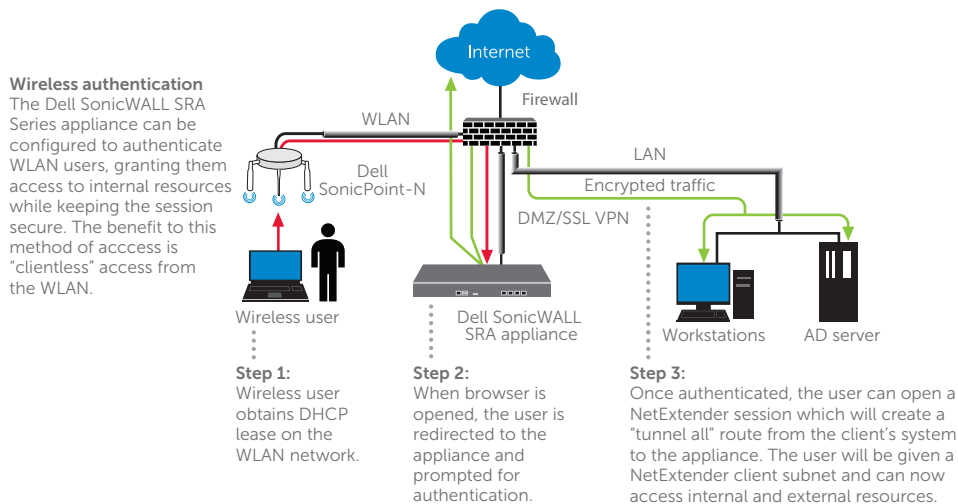 Internet
Wireless authentication
The Dell SonicWALL SRA
Series appliance can be
configured to authenticate
WLAN users, granting them
access to internal resources
while keeping the session
secure. The benefit to this
method of acccess is
"clientless" access from
the WLAN.
Firewall
WLAN
LAN
Dell
SonicPoint-N
Encrypted traffic
DMZ/SSL VPN
Wireless user
Dell SonicWALL
SRA appliance
Workstations
AD server
Step 1:
Wireless user
obtains DHCP
lease on the
WLAN network.
Step 2:
When browser is
opened, the user is
redirected to the
appliance and
prompted for
authentication.
Step 3:
Once authenticated, the user can open a
NetExtender session which will create a
"tunnel all" route from the client's system
to the appliance. The user will be given a
NetExtender client subnet and can now
access internal and external resources.